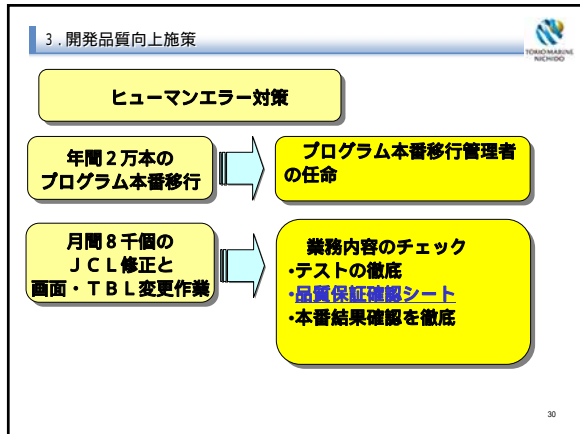 3.開発品質向上施策
TOKIO MARINE
NICHIDO
ヒューマンエラー対策
年間2万本の
プログラム本番移行
プログラム本番移行管理者
の任命
月間8千個の
JCL修正と
画面・TBL変更作業
業務内容のチェック
・テストの徹底
・品質保証確認シート
・本番結果確認を徹底
30